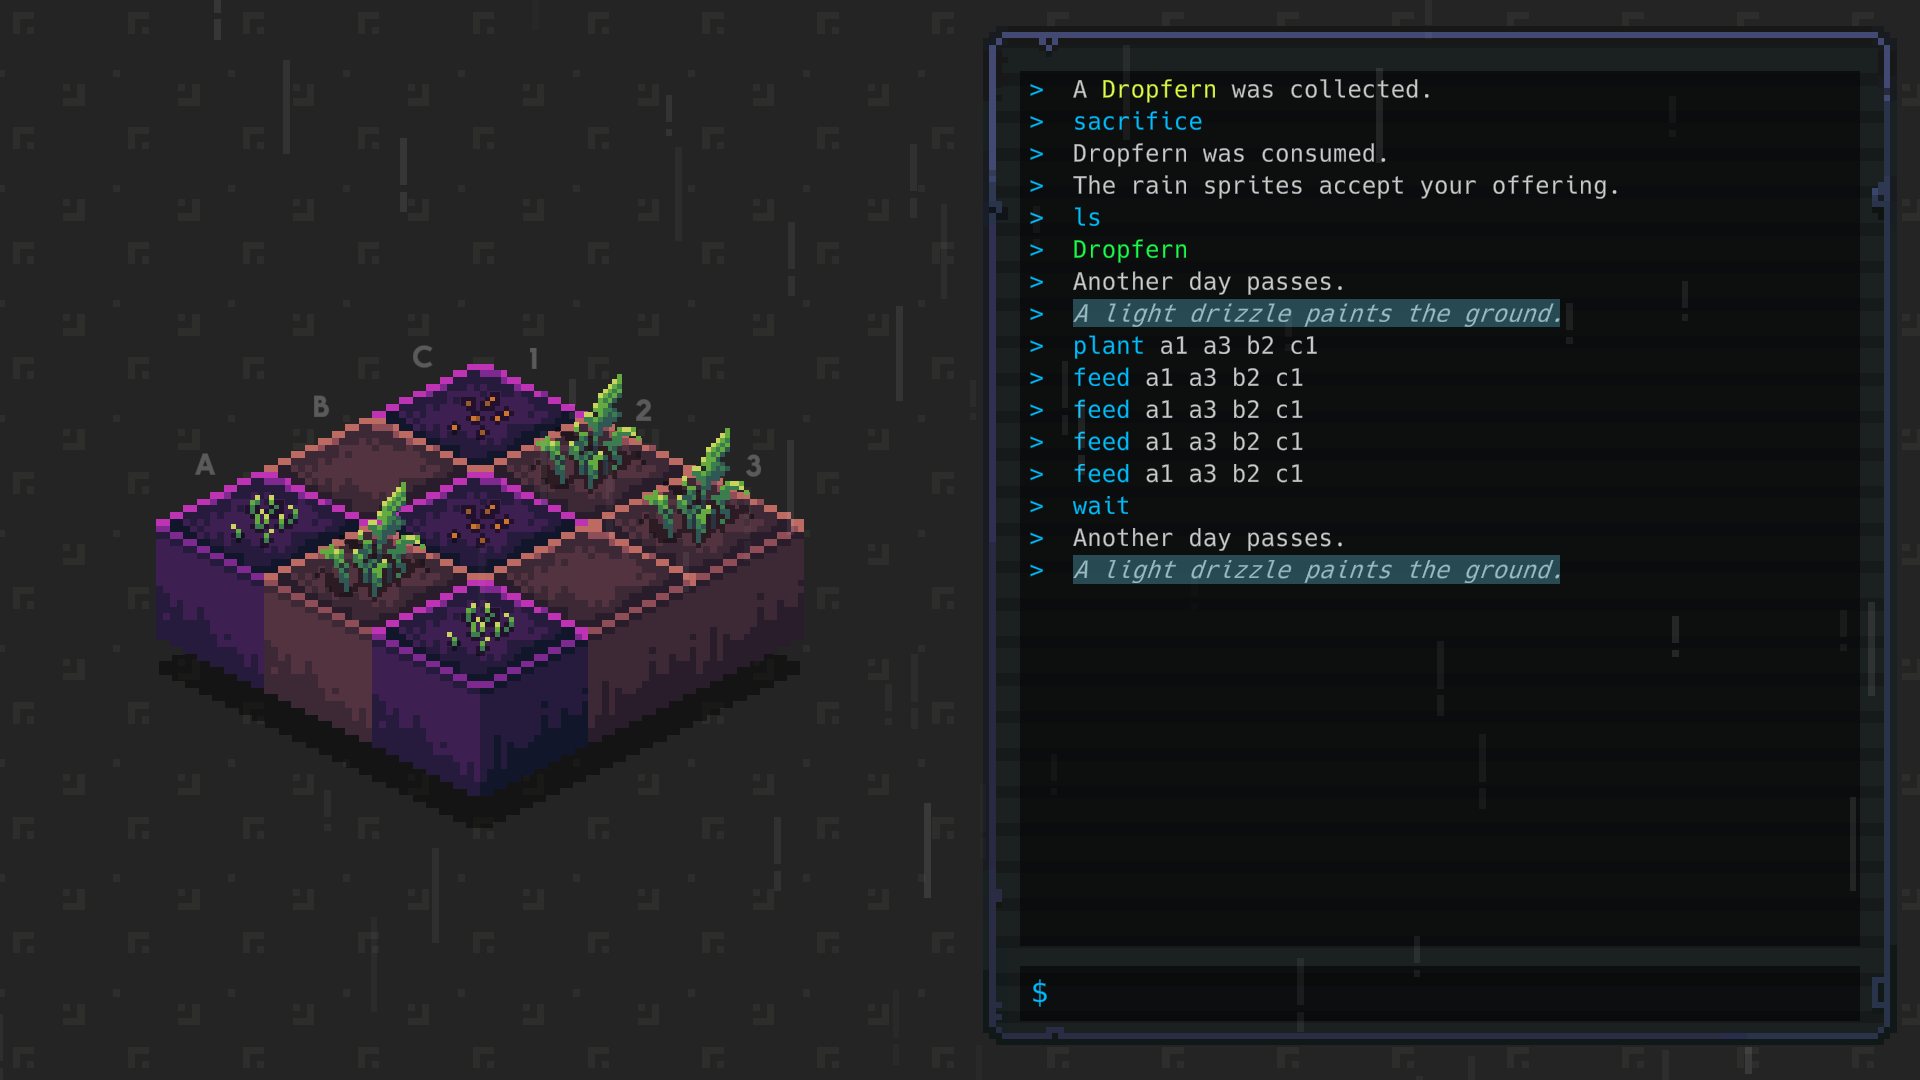 C 1
B 2
A 3
> A Dropfern was collected.
> sacrifice
> Dropfern was consumed.
> The rain sprites accept your offering.
> ls
> Dropfern
> Another day passes.
> A light drizzle paints the ground.
> plant a1 a3 b2 c1
> feed a1 a3 b2 c1
> feed a1 a3 b2 c1
> feed a1 a3 b2 c1
> feed a1 a3 b2 c1
> wait
> Another day passes.
> A light drizzle paints the ground.
$